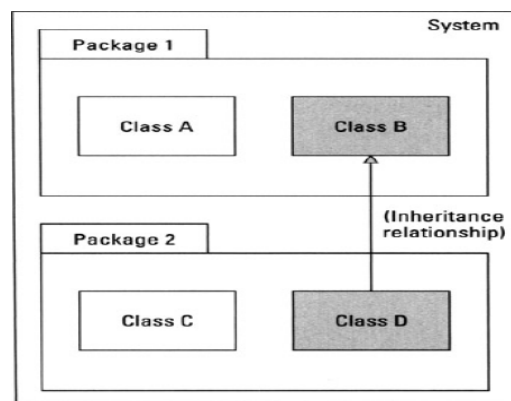 System
Package 1
Class A
Class B
(Inheritance
relationship)
Package 2
Class C
Class D